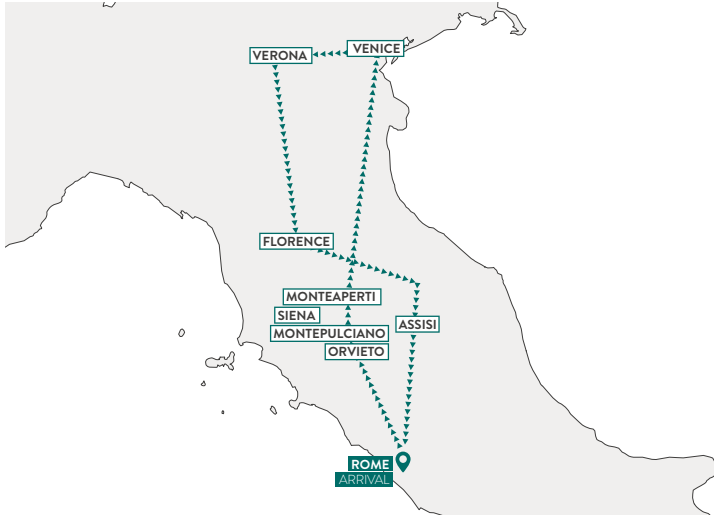 VENICE
VERONA
FLORENCE
MONTEAPERTI
SIENA
ASSISI
MONTEPULCIANO
ORVIETO
ROME
ARRIVAL